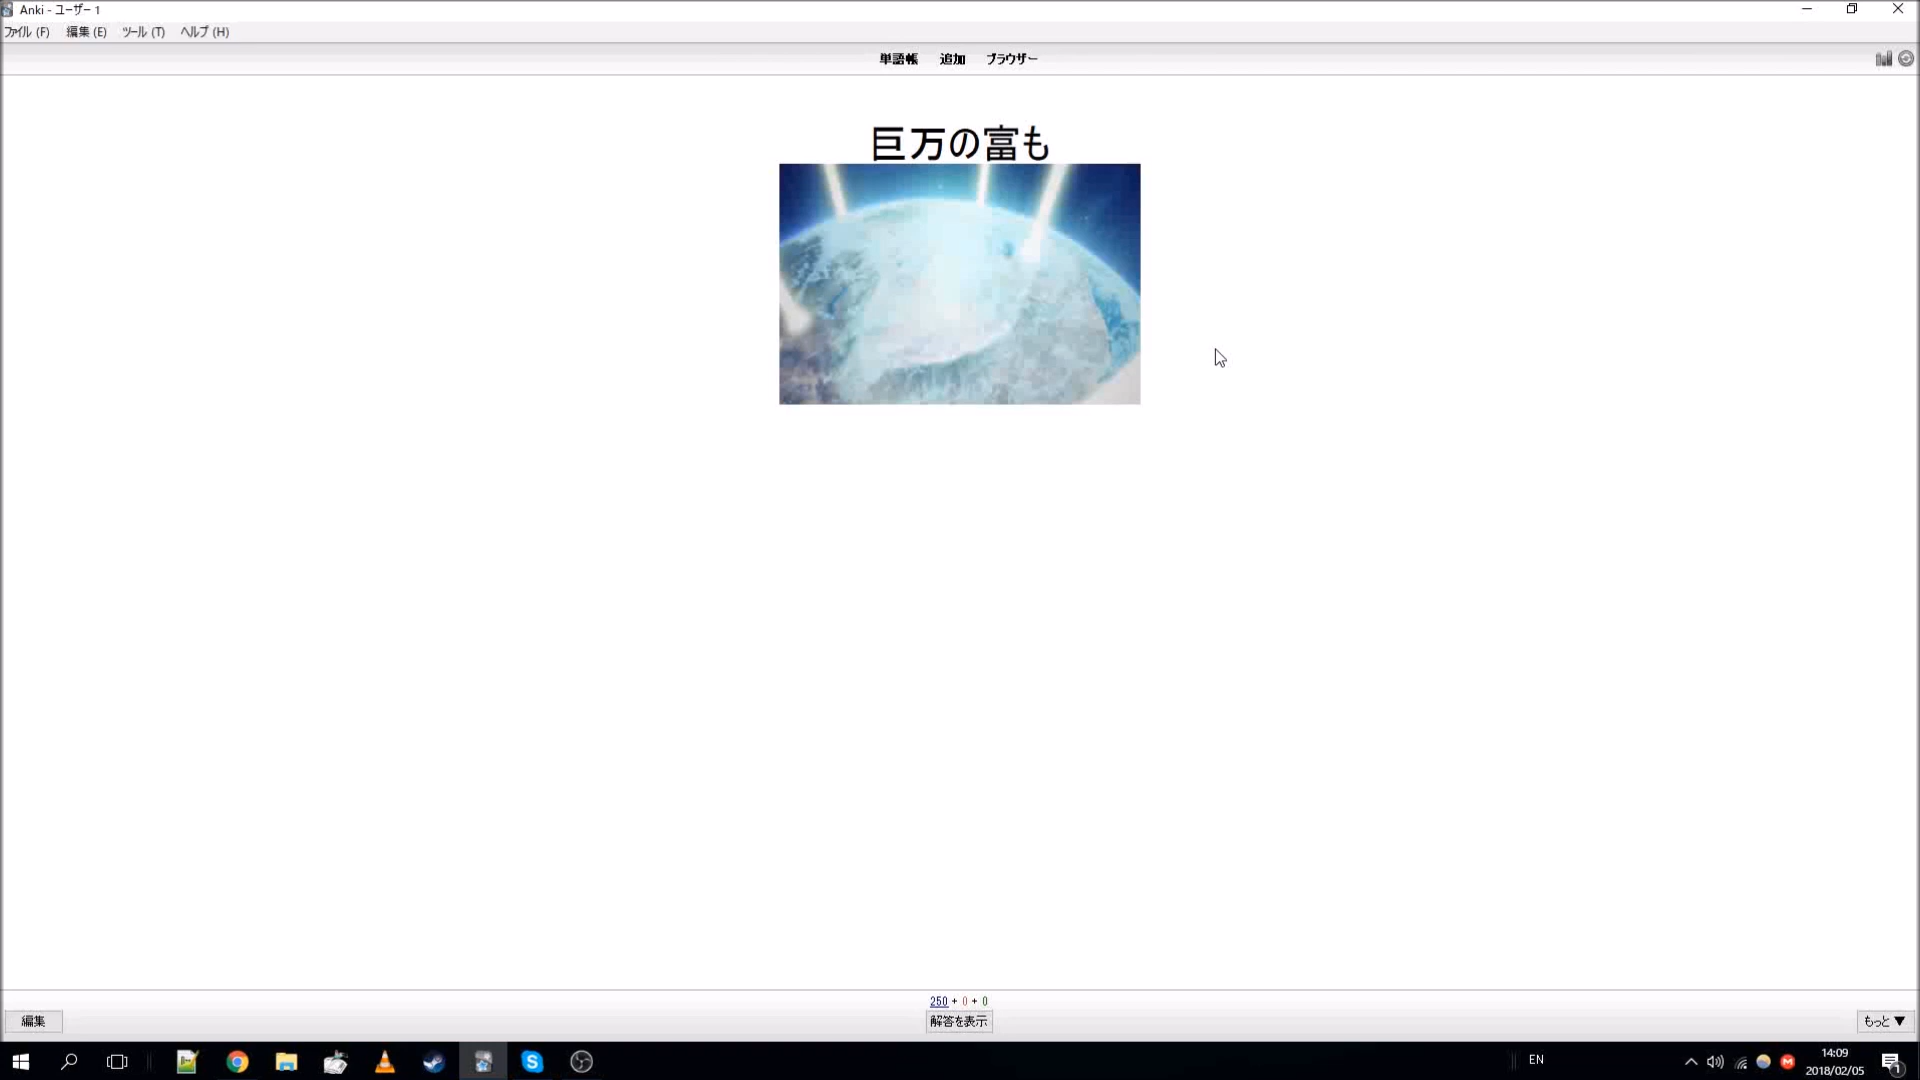 Anki - ユーザー 1
ファイル (F) 編集 (E) ツール (T) ヘルプ (H)
単語帳 追加 ブラウザー
巨万の富も
250 + 0 + 0
編集 解答を表示 もっと ▼
EN
14:09
2018/02/05
1